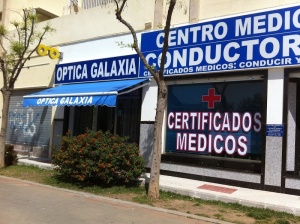 OPTICA GALAXIA
OPTICA GALAXIA
CENTRO MEDIC
CONDUCTOR
CERTIFICADOS MEDICOS: CONDUCIR Y
CERTIFICADOS
MEDICOS